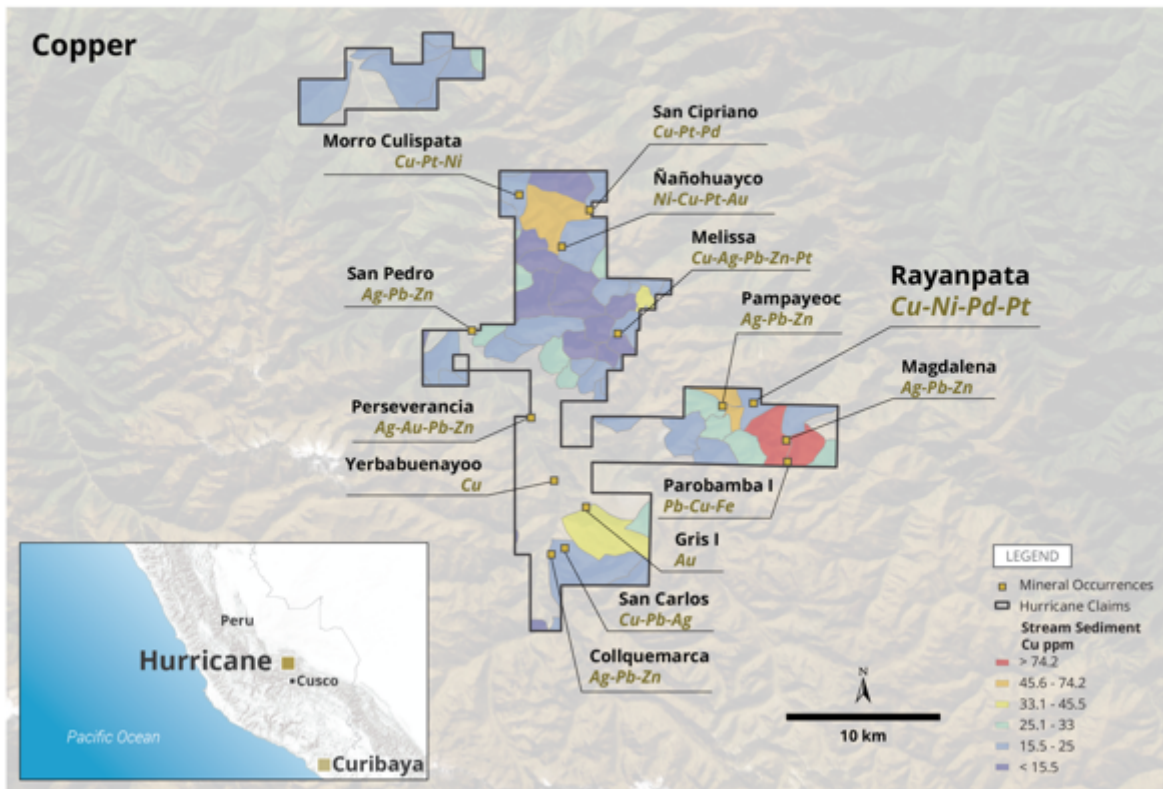 Copper
San Cipriano
Cu-Pt-Pd
Morro Culispata
Cu-Pt-Ni
Ñañohuayco
Ni-Cu-Pt-Au
Melissa
Cu-Ag-Pb-Zn-Pt
San Pedro
Ag-Pb-Zn
Rayanpata
Cu-Ni-Pd-Pt
Pampayeoc
Ag-Pb-Zn
Magdalena
Ag-Pb-Zn
Perseverancia
Ag-Au-Pb-Zn
Yerbabuenayoo
Cu
Parobamba I
Pb-Cu-Fe
Gris I
Au
San Carlos
Cu-Pb-Ag
Collquemarca
Ag-Pb-Zn
Peru
Hurricane
Cusco
Pacific Ocean
Curibaya
N
10 km
LEGEND
Mineral Occurrences
Hurricane Claims
Stream Sediment
Cu ppm
> 74.2
45.6 - 74.2
33.1 - 45.5
25.1 - 33
15.5 - 25
< 15.5